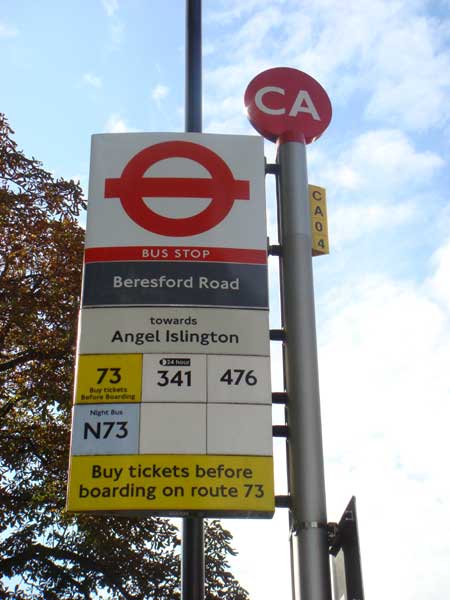 CA
CA04
BUS STOP
Beresford Road
towards
Angel Islington
73
Buy tickets
Before Boarding
24 hour
341
476
Night Bus
N73
Buy tickets before
boarding on route 73